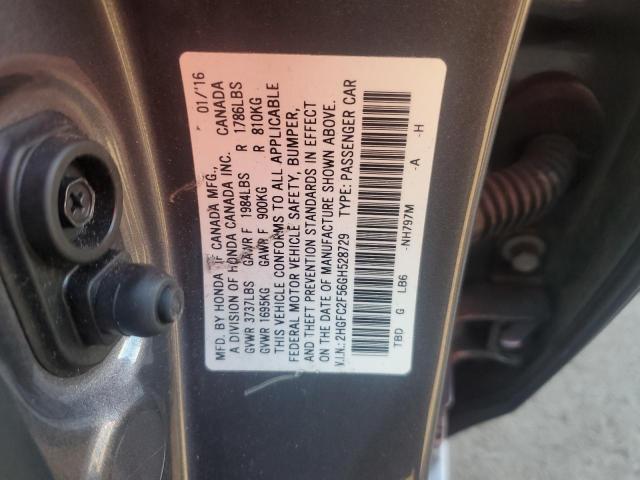 MFD. BY HONDA OF CANADA MFG., 01/'16
A DIVISION OF HONDA CANADA INC. CANADA
GVWR 3737LBS GAWR F 1984LBS R 1786LBS
GVWR 1695KG GAWR F 900KG R 810KG
THIS VEHICLE CONFORMS TO ALL APPLICABLE
FEDERAL MOTOR VEHICLE SAFETY, BUMPER,
AND THEFT PREVENTION STANDARDS IN EFFECT
ON THE DATE OF MANUFACTURE SHOWN ABOVE.
V.I.N.:2HGFC2F56GH528729 TYPE: PASSENGER CAR
TBD G LB6 -NH797M -A -H